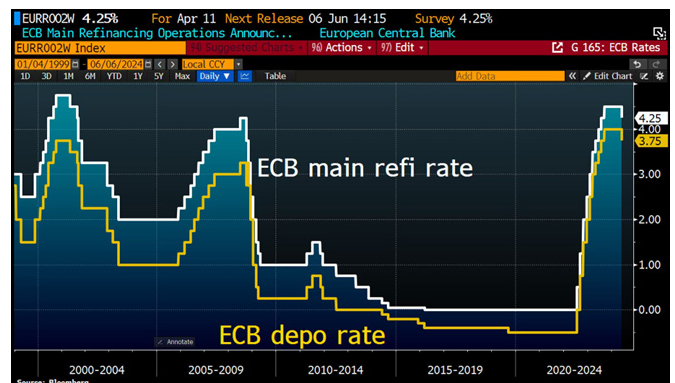 EURR002W 4.25% For Apr 11 Next Release 06 Jun 14:15 Survey 4.25%
ECB Main Refinancing Operations Announc... European Central Bank
EURR002W Index 94) Suggested Charts 96) Actions 97) Edit G 165: ECB Rates
01/04/1999 - 06/06/2024 Local CCY
1D 3D 1M 6M YTD 1Y 5Y Max Daily ▼ Table Add Data « Edit Chart
4.25
4.00
3.75
ECB main refi rate
3.00
2.00
1.00
0.00
ECB depo rate
Annotate
2000-2004 2005-2009 2010-2014 2015-2019 2020-2024
Source: Bloomberg